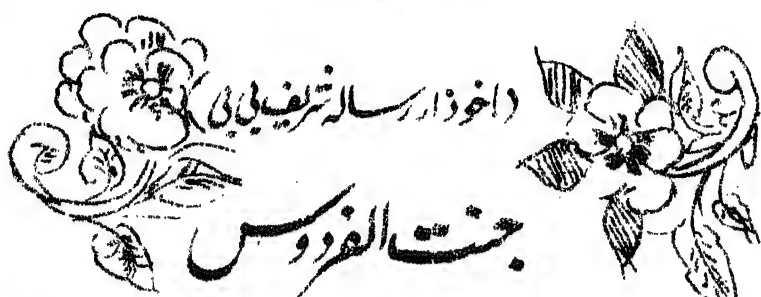 (ماخوذ از رسالہ شریف بی بی
جنت الفردوس